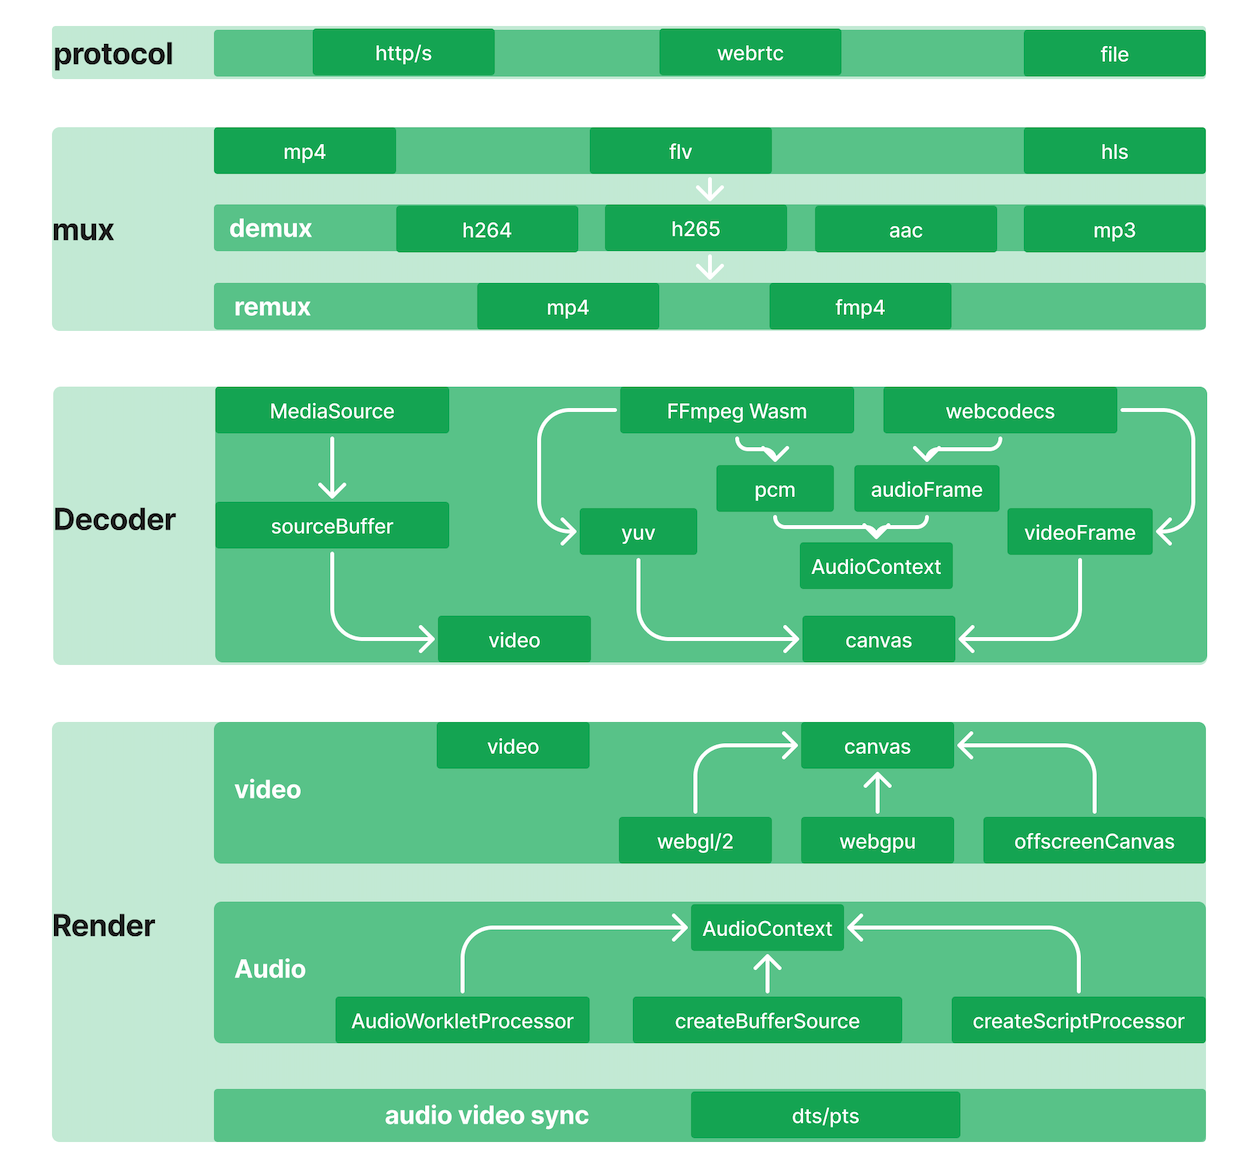 protocol
http/s
webrtc
file
mux
mp4
flv
hls
demux
h264
h265
aac
mp3
remux
mp4
fmp4
Decoder
MediaSource
FFmpeg Wasm
webcodecs
pcm
audioFrame
sourceBuffer
yuv
videoFrame
AudioContext
video
canvas
Render
video
video
canvas
webgl/2
webgpu
offscreenCanvas
Audio
AudioContext
AudioWorkletProcessor
createBufferSource
createScriptProcessor
audio video sync
dts/pts